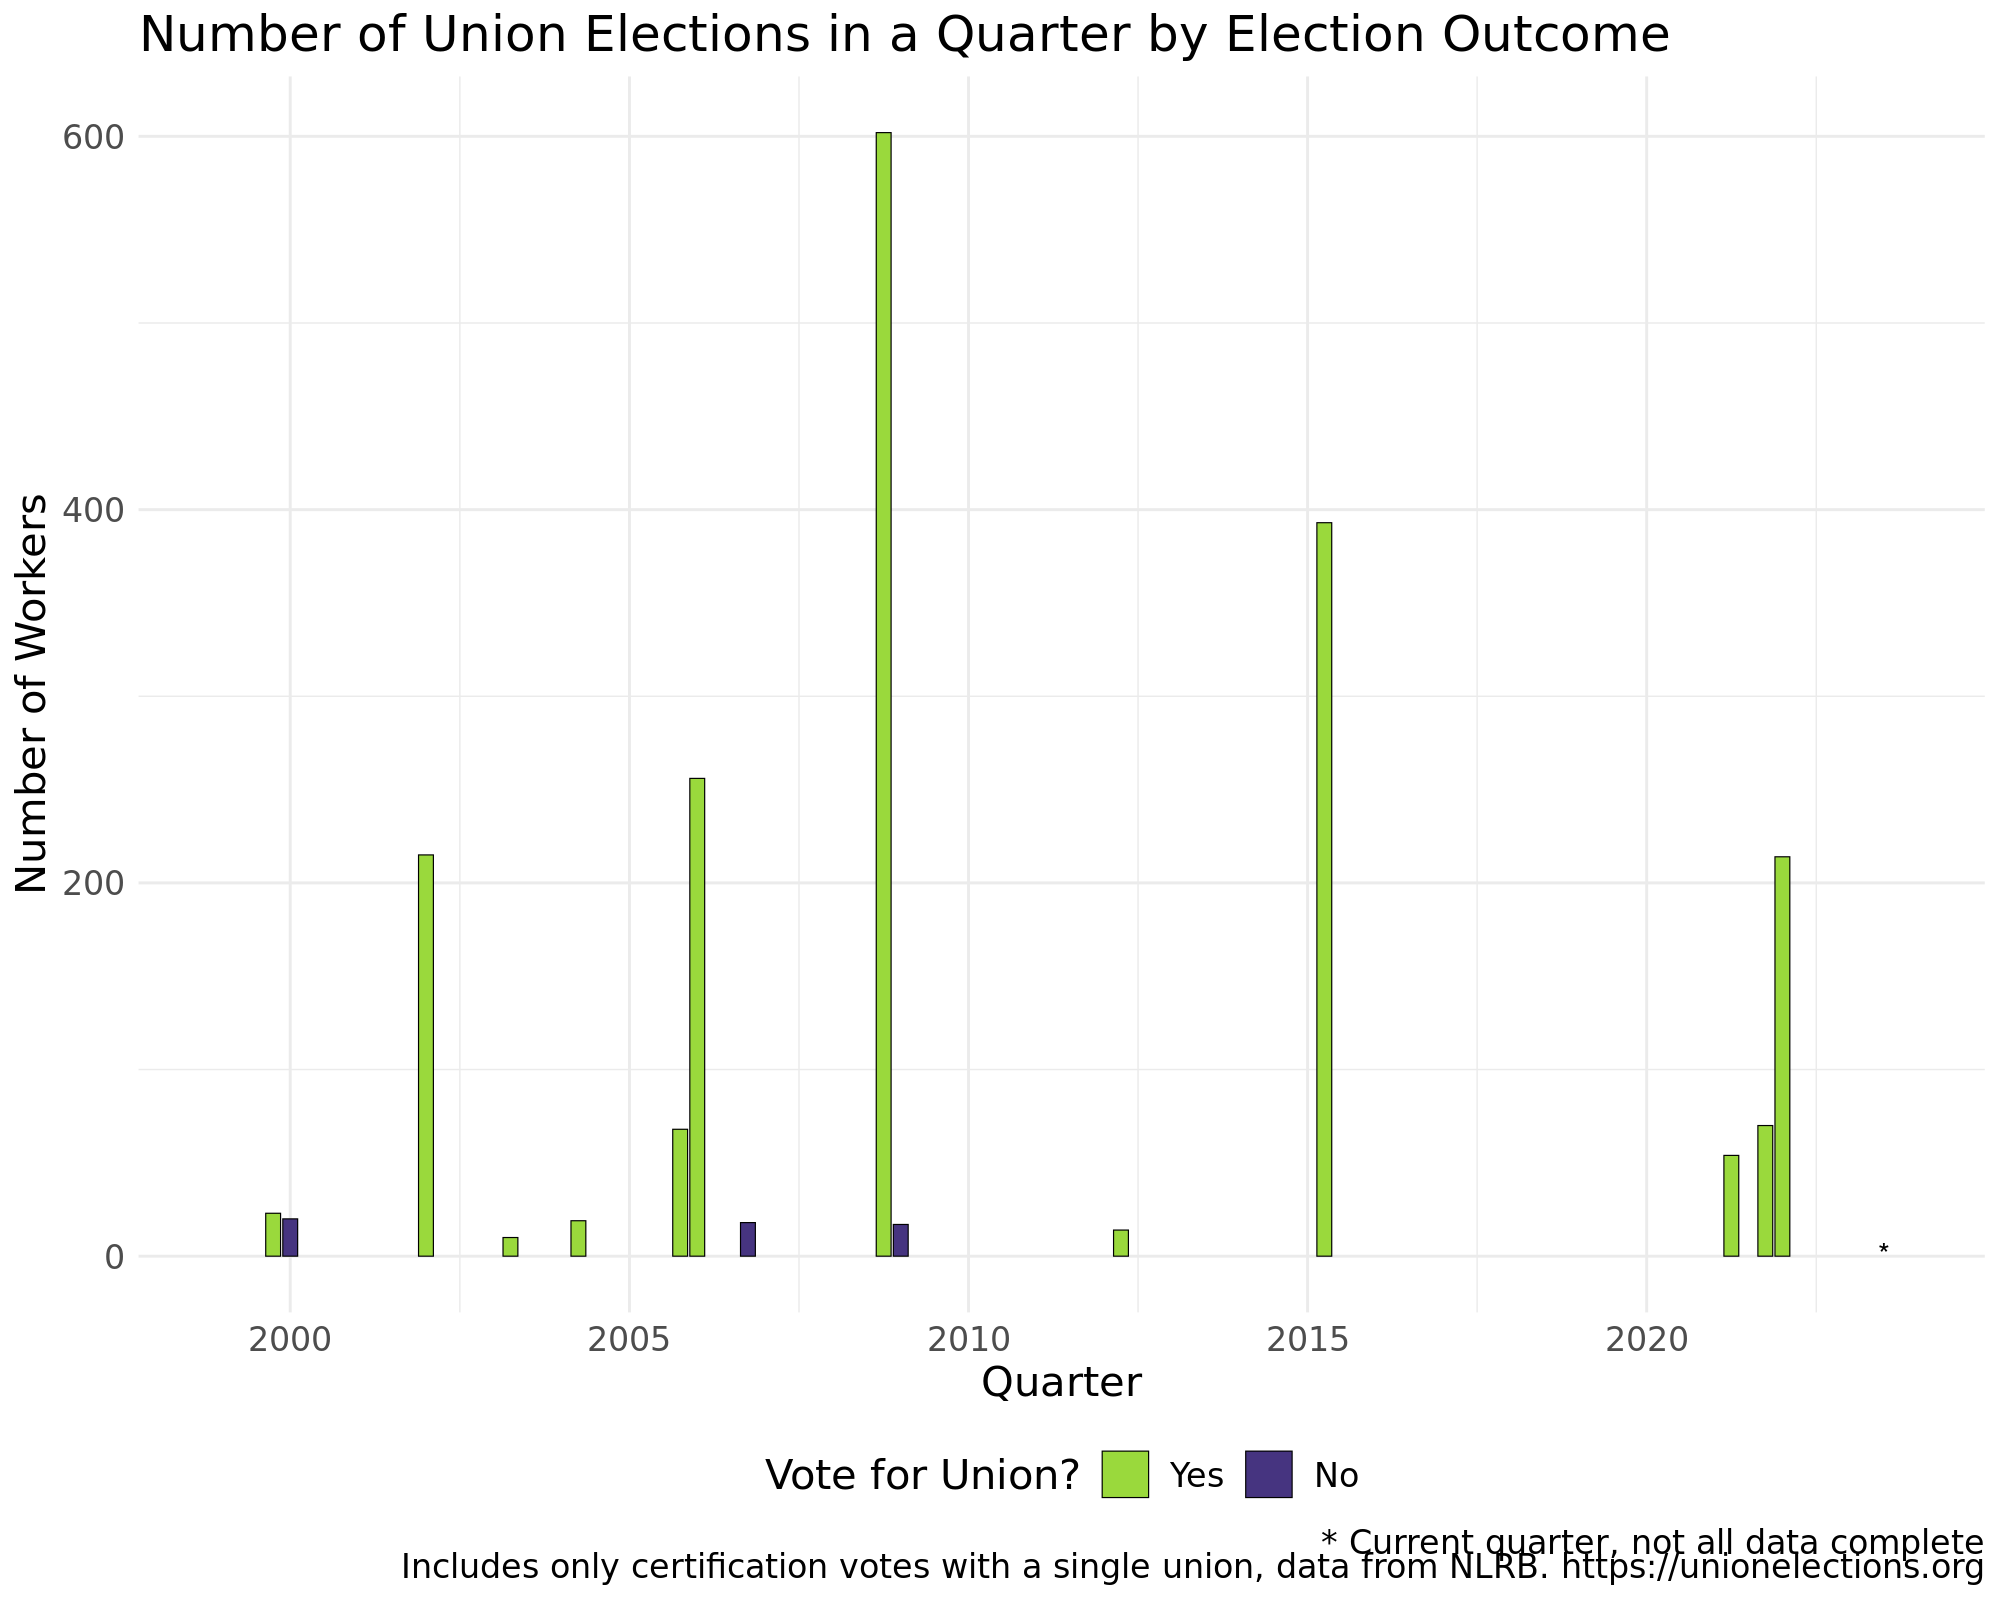 Number of Union Elections in a Quarter by Election Outcome
Number of Workers
600
400
200
0
*
2000 2005 2010 2015 2020
Quarter
Vote for Union? Yes No
* Current quarter, not all data complete
Includes only certification votes with a single union, data from NLRB. https://unionelections.org